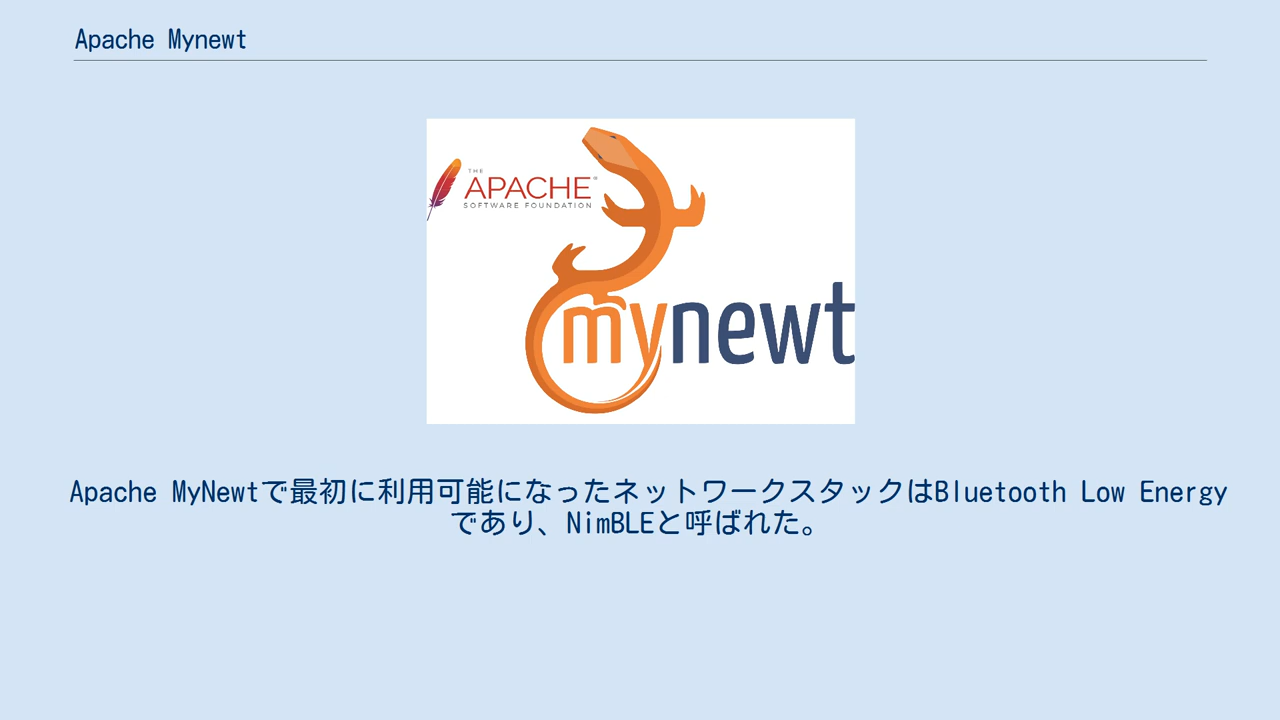 Apache Mynewt
THE
APACHE
SOFTWARE FOUNDATION
mynewt
Apache MyNewtで最初に利用可能になったネットワークスタックはBluetooth Low Energy
であり、NimBLEと呼ばれた。